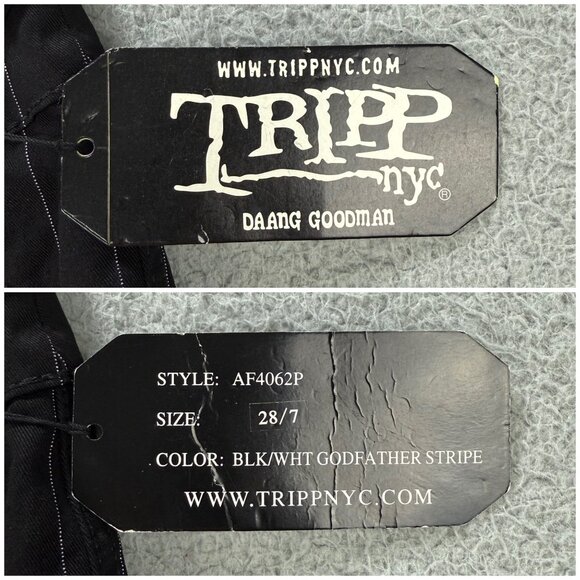 WWW.TRIPPNYC.COM
TRIPP
nyc®
DAANG GOODMAN
STYLE: AF4062P
SIZE: 28/7
COLOR: BLK/WHT GODFATHER STRIPE
WWW.TRIPPNYC.COM